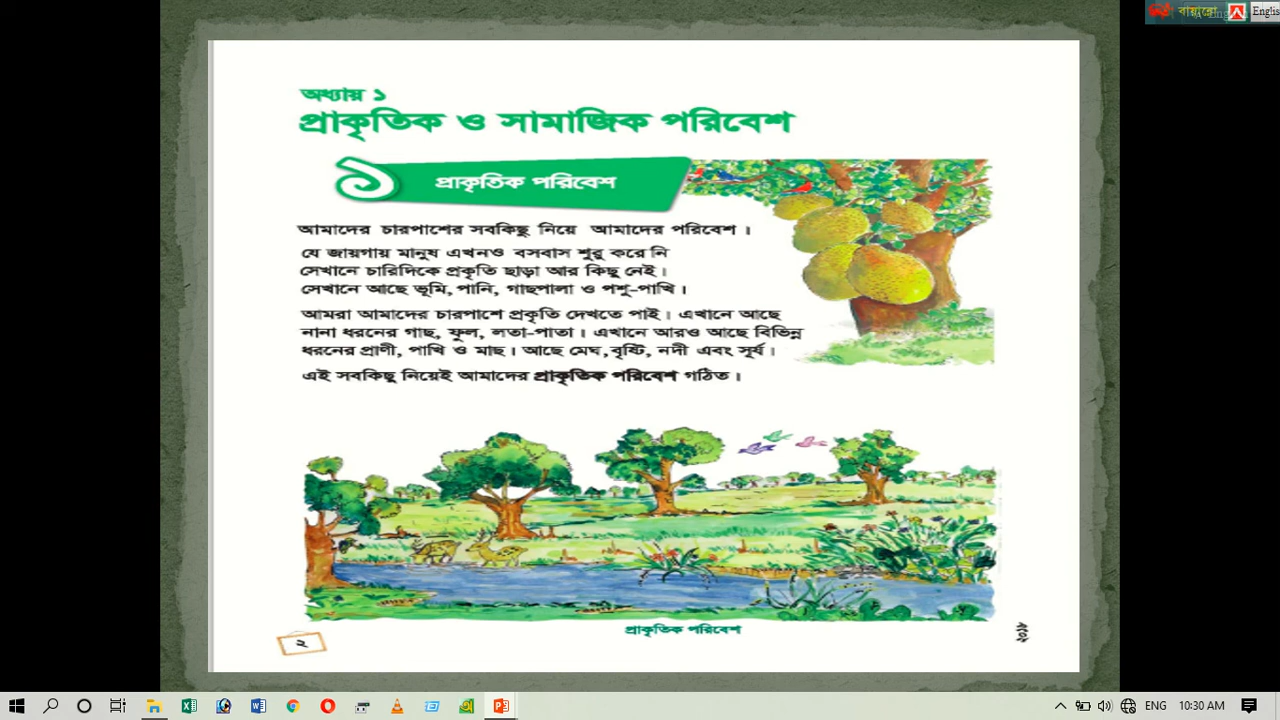 বায়ান্নো
Englis
অধ্যায় ১
প্রাকৃতিক ও সামাজিক পরিবেশ
১
প্রাকৃতিক পরিবেশ
আমাদের চারপাশের সবকিছু নিয়ে আমাদের পরিবেশ।
যে জায়গায় মানুষ এখনও বসবাস শুরু করে নি
সেখানে চারিদিকে প্রকৃতি ছাড়া আর কিছু নেই।
সেখানে আছে ভূমি, পানি, গাছপালা ও পশু-পাখি।
আমরা আমাদের চারপাশে প্রকৃতি দেখতে পাই। এখানে আছে
নানা ধরনের গাছ, ফুল, লতা-পাতা। এখানে আরও আছে বিভিন্ন
ধরনের প্রাণী, পাখি ও মাছ। আছে মেঘ, বৃষ্টি, নদী এবং সূর্য।
এই সবকিছু নিয়েই আমাদের প্রাকৃতিক পরিবেশ গঠিত।
প্রাকৃতিক পরিবেশ
২
২০১৮
ENG
10:30 AM